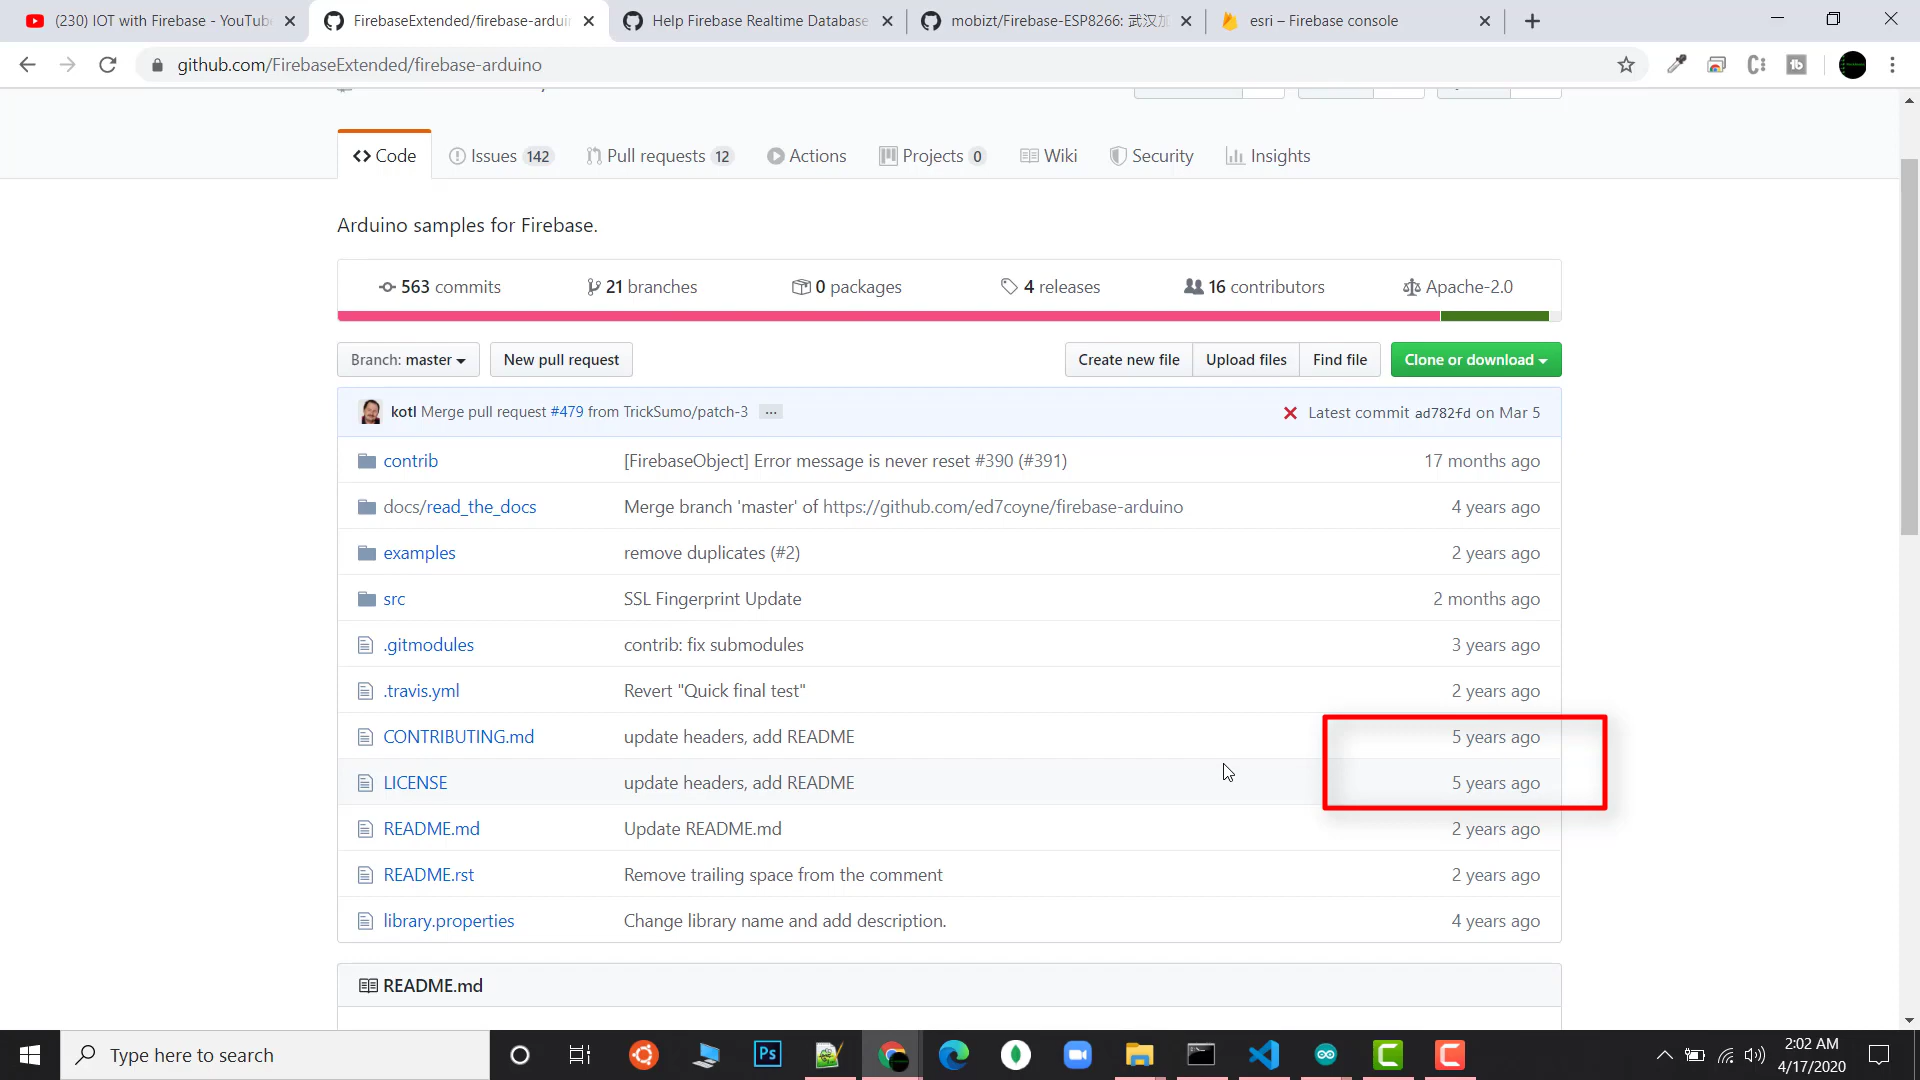 (230) IOT with Firebase - YouTub
FirebaseExtended/firebase-ardui
Help Firebase Realtime Database
mobizt/Firebase-ESP8266: 武汉加
esri – Firebase console
github.com/FirebaseExtended/firebase-arduino
Code
Issues 142
Pull requests 12
Actions
Projects 0
Wiki
Security
Insights
Arduino samples for Firebase.
563 commits
21 branches
0 packages
4 releases
16 contributors
Apache-2.0
Branch: master
New pull request
Create new file
Upload files
Find file
Clone or download
kotl Merge pull request #479 from TrickSumo/patch-3 ...
Latest commit ad782fd on Mar 5
contrib [FirebaseObject] Error message is never reset #390 (#391) 17 months ago
docs/read_the_docs Merge branch 'master' of https://github.com/ed7coyne/firebase-arduino 4 years ago
examples remove duplicates (#2) 2 years ago
src SSL Fingerprint Update 2 months ago
.gitmodules contrib: fix submodules 3 years ago
.travis.yml Revert "Quick final test" 2 years ago
CONTRIBUTING.md update headers, add README 5 years ago
LICENSE update headers, add README 5 years ago
README.md Update README.md 2 years ago
README.rst Remove trailing space from the comment 2 years ago
library.properties Change library name and add description. 4 years ago
README.md
Type here to search
Ps
2:02 AM
4/17/2020